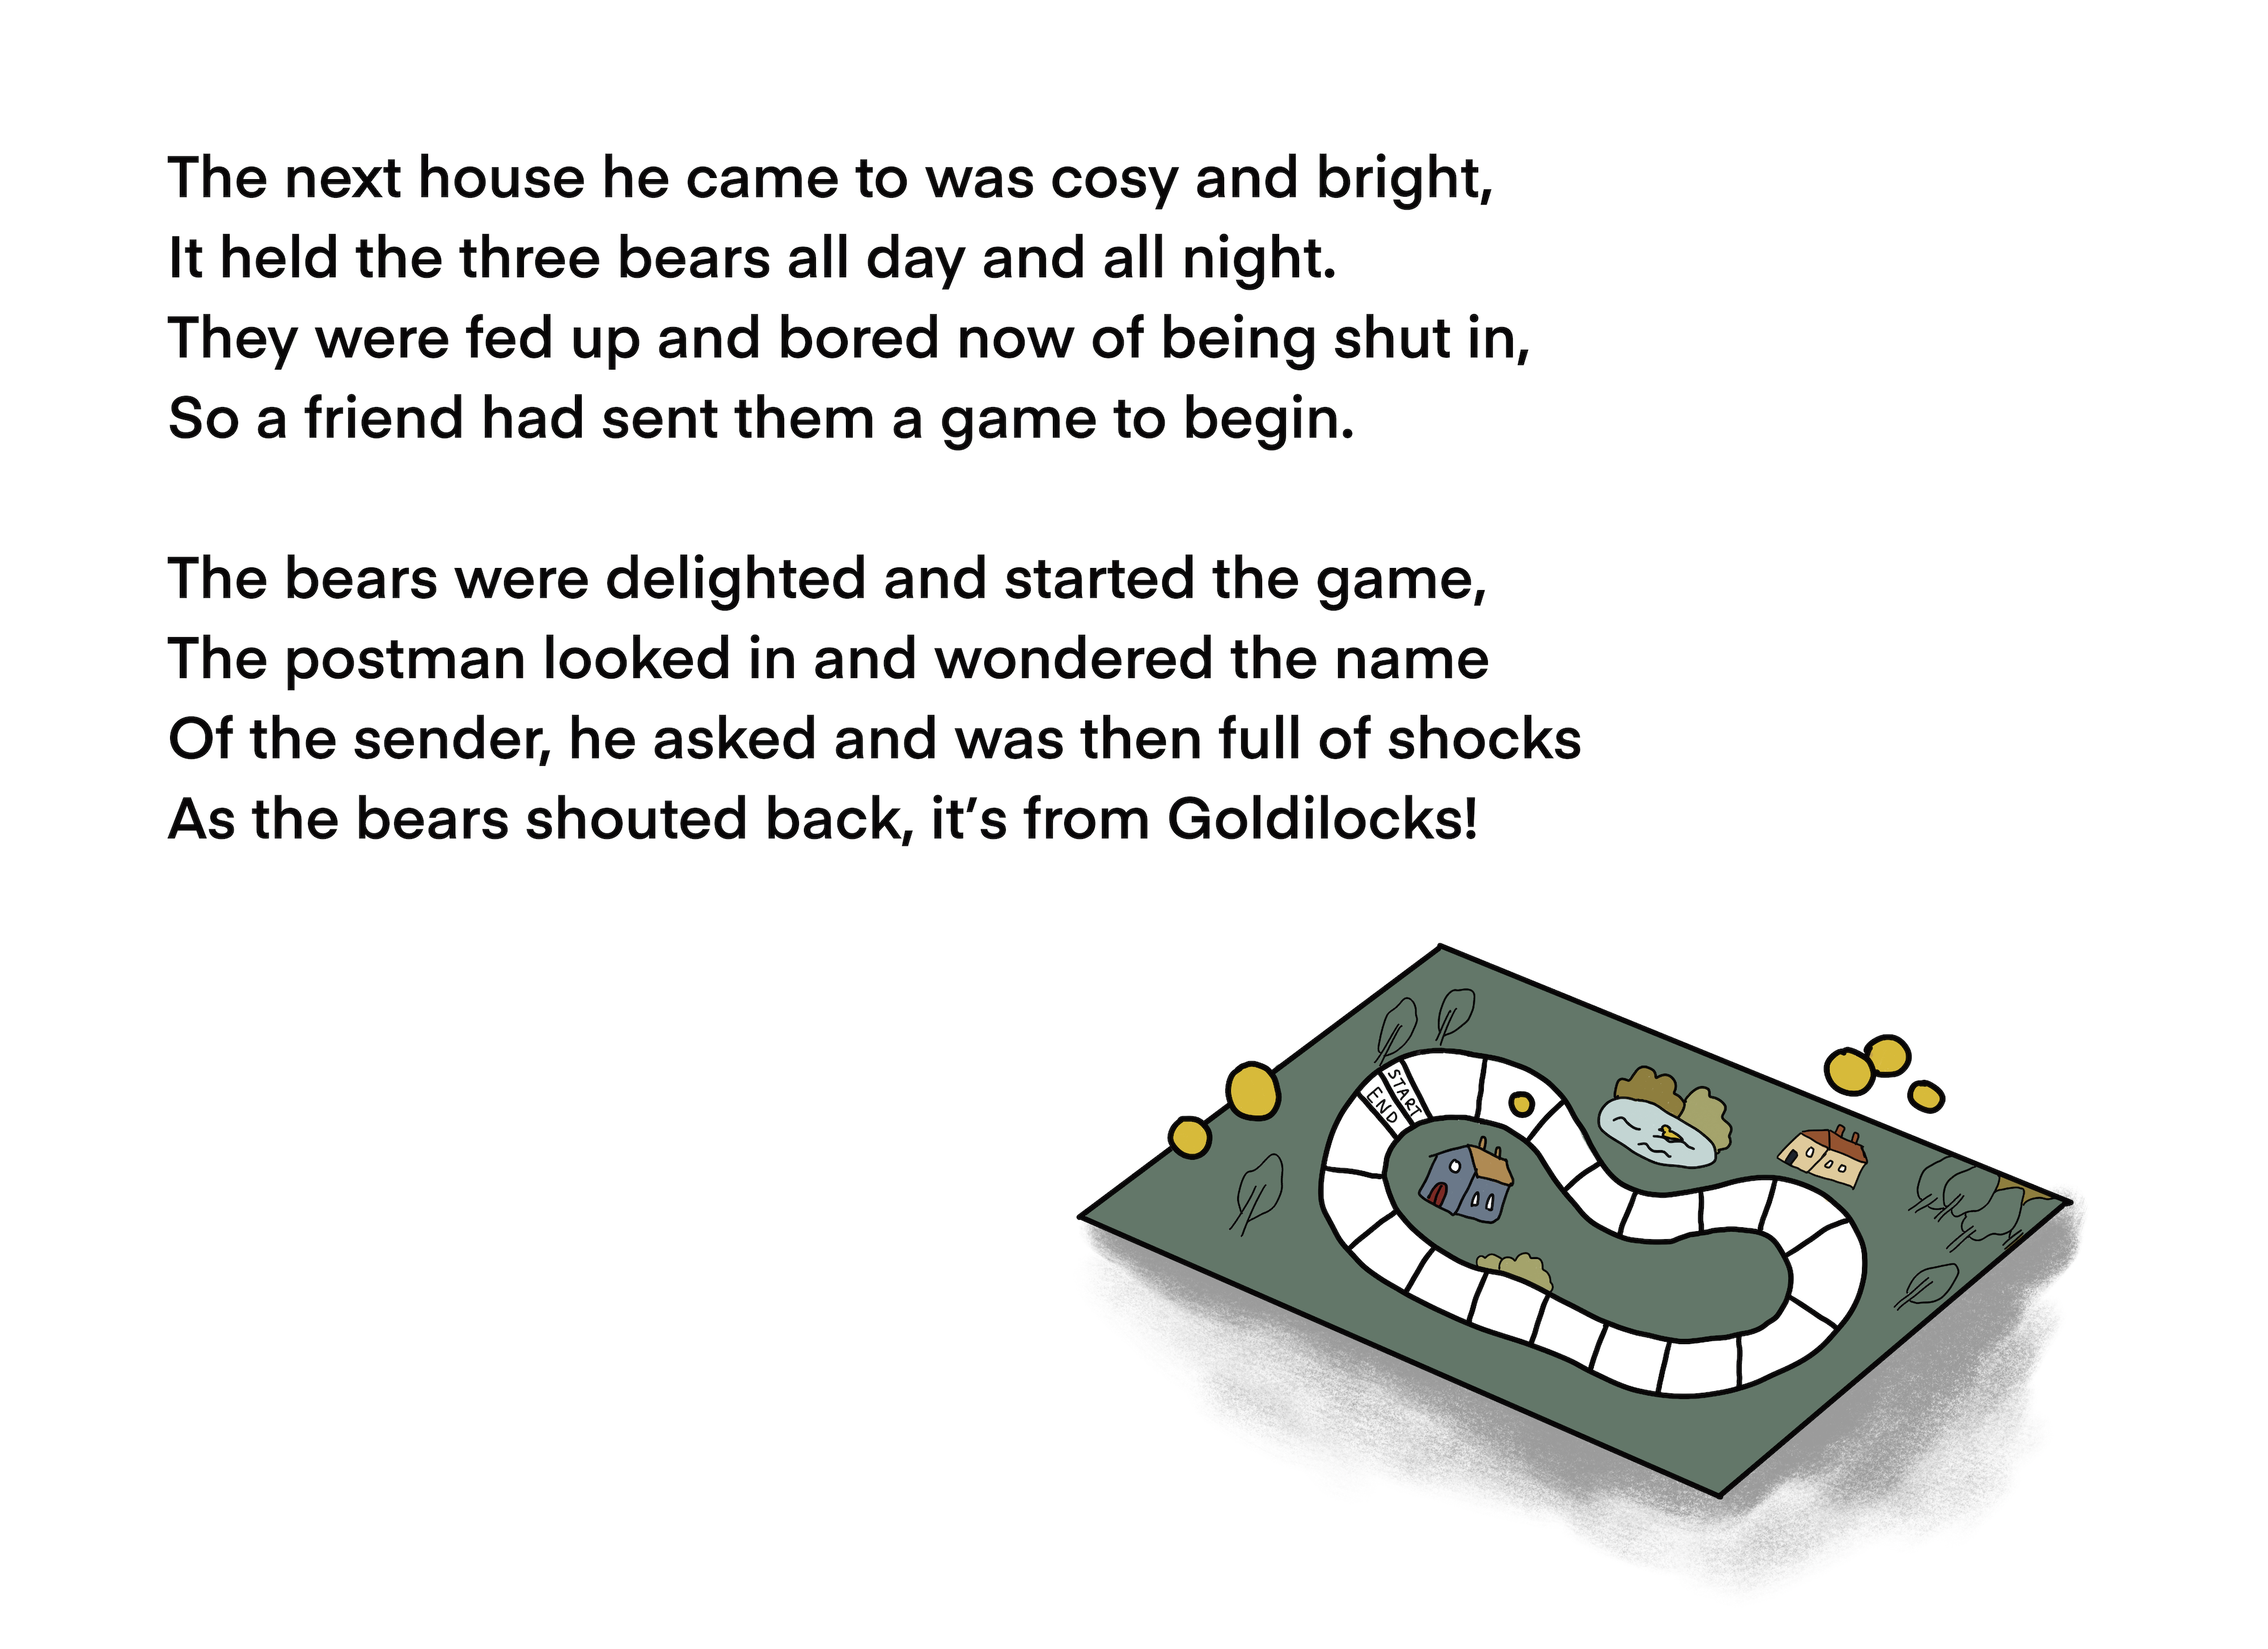 The next house he came to was cosy and bright,
It held the three bears all day and all night.
They were fed up and bored now of being shut in,
So a friend had sent them a game to begin.
The bears were delighted and started the game,
The postman looked in and wondered the name
Of the sender, he asked and was then full of shocks
As the bears shouted back, it’s from Goldilocks!
START
END